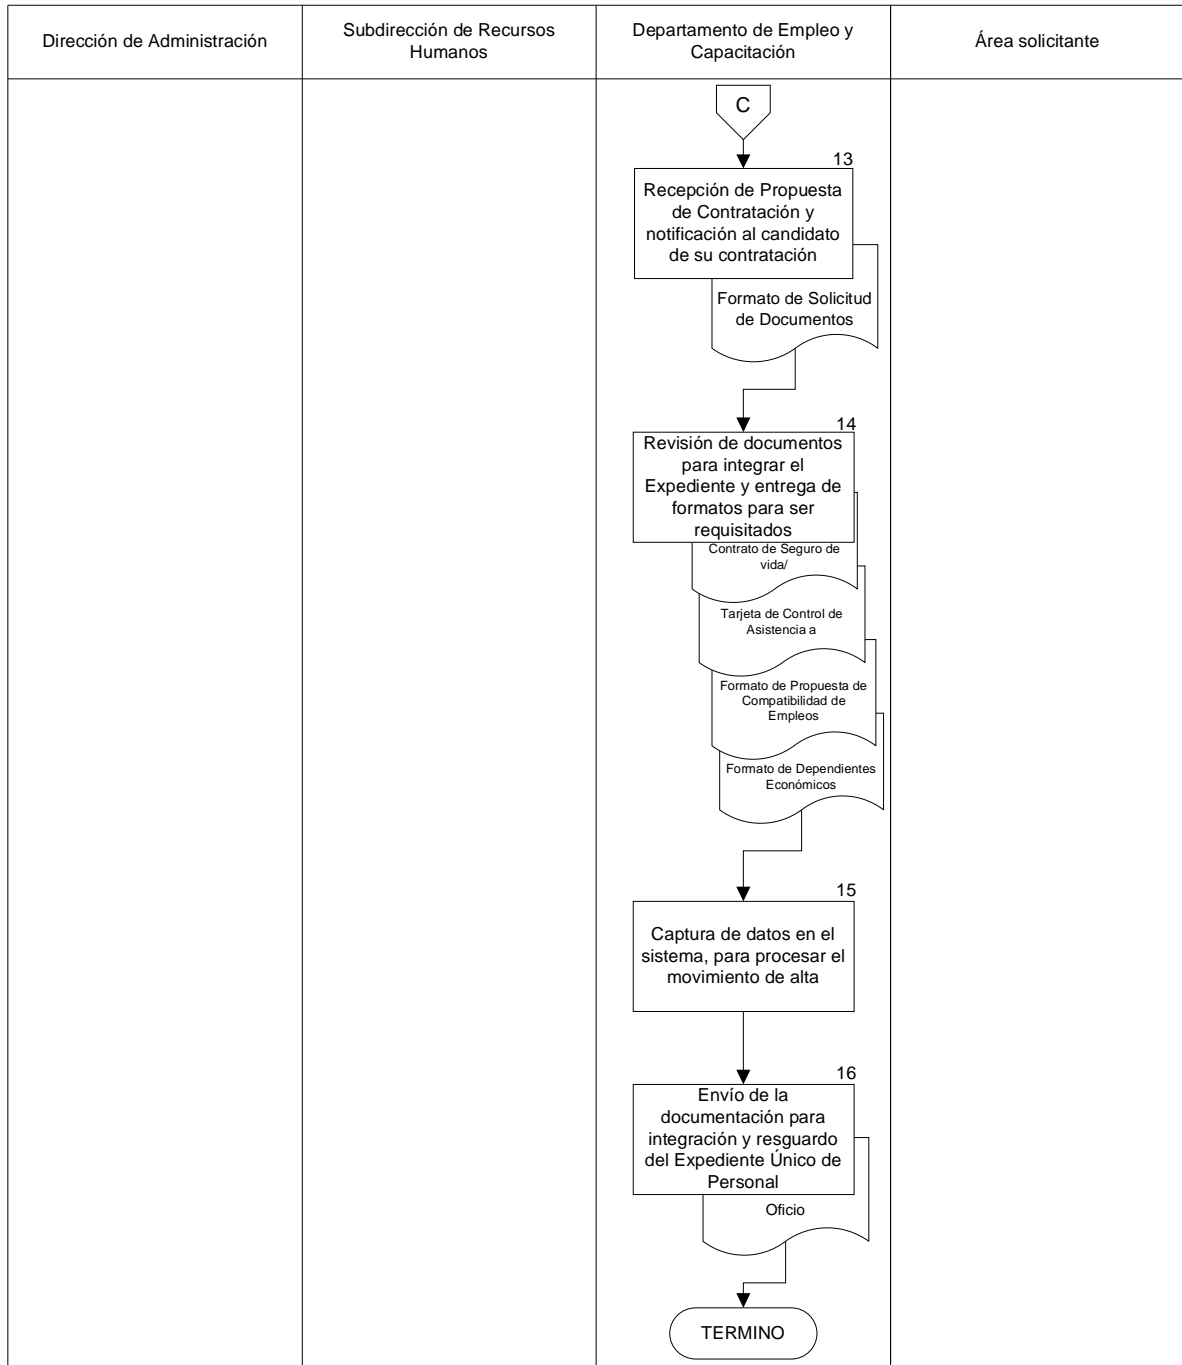 Dirección de Administración
Subdirección de Recursos
Humanos
Departamento de Empleo y
Capacitación
Área solicitante
C
13
Recepción de Propuesta
de Contratación y
notificación al candidato
de su contratación
Formato de Solicitud
de Documentos
14
Revisión de documentos
para integrar el
Expediente y entrega de
formatos para ser
requisitados
Contrato de Seguro de
vida/
Tarjeta de Control de
Asistencia a
Formato de Propuesta de
Compatibilidad de
Empleos
Formato de Dependientes
Económicos
15
Captura de datos en el
sistema, para procesar el
movimiento de alta
16
Envío de la
documentación para
integración y resguardo
del Expediente Único de
Personal
Oficio
TERMINO